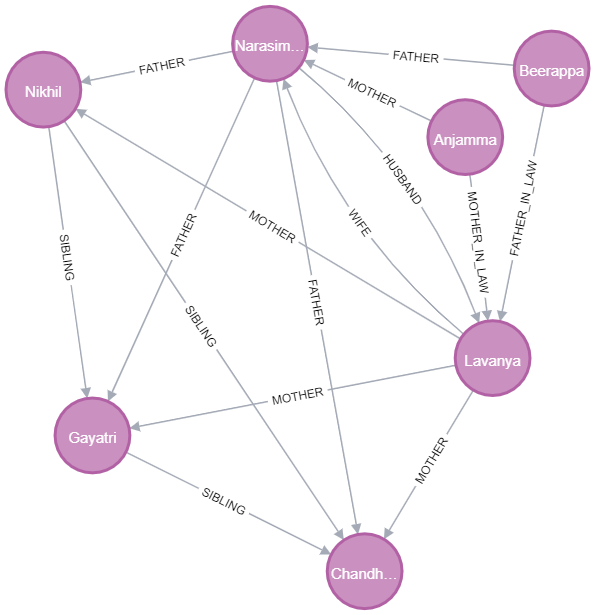 Narasim...
FATHER
FATHER
Beerappa
Nikhil
MOTHER
Anjamma
HUSBAND
FATHER_IN_LAW
MOTHER
WIFE
FATHER
MOTHER_IN_LAW
SIBLING
FATHER
SIBLING
Lavanya
MOTHER
Gayatri
MOTHER
SIBLING
Chandh...